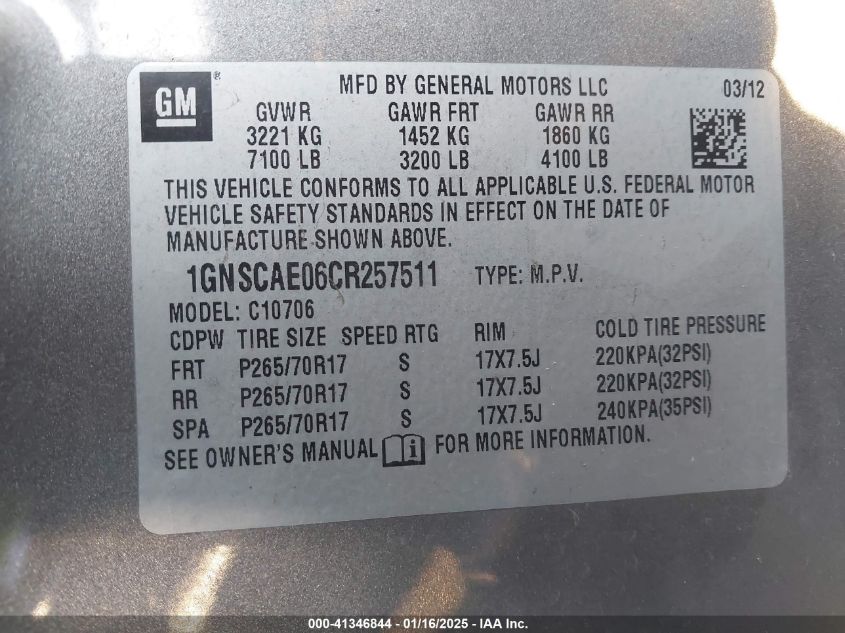 GM ®
MFD BY GENERAL MOTORS LLC 03/12
GVWR GAWR FRT GAWR RR
3221 KG 1452 KG 1860 KG
7100 LB 3200 LB 4100 LB
THIS VEHICLE CONFORMS TO ALL APPLICABLE U.S. FEDERAL MOTOR
VEHICLE SAFETY STANDARDS IN EFFECT ON THE DATE OF
MANUFACTURE SHOWN ABOVE.
1GNSCAE06CR257511 TYPE: M.P.V.
MODEL: C10706
CDPW TIRE SIZE SPEED RTG RIM COLD TIRE PRESSURE
FRT P265/70R17 S 17X7.5J 220KPA(32PSI)
RR P265/70R17 S 17X7.5J 220KPA(32PSI)
SPA P265/70R17 S 17X7.5J 240KPA(35PSI)
SEE OWNER'S MANUAL i FOR MORE INFORMATION.
000-41346844 - 01/16/2025 - IAA Inc.